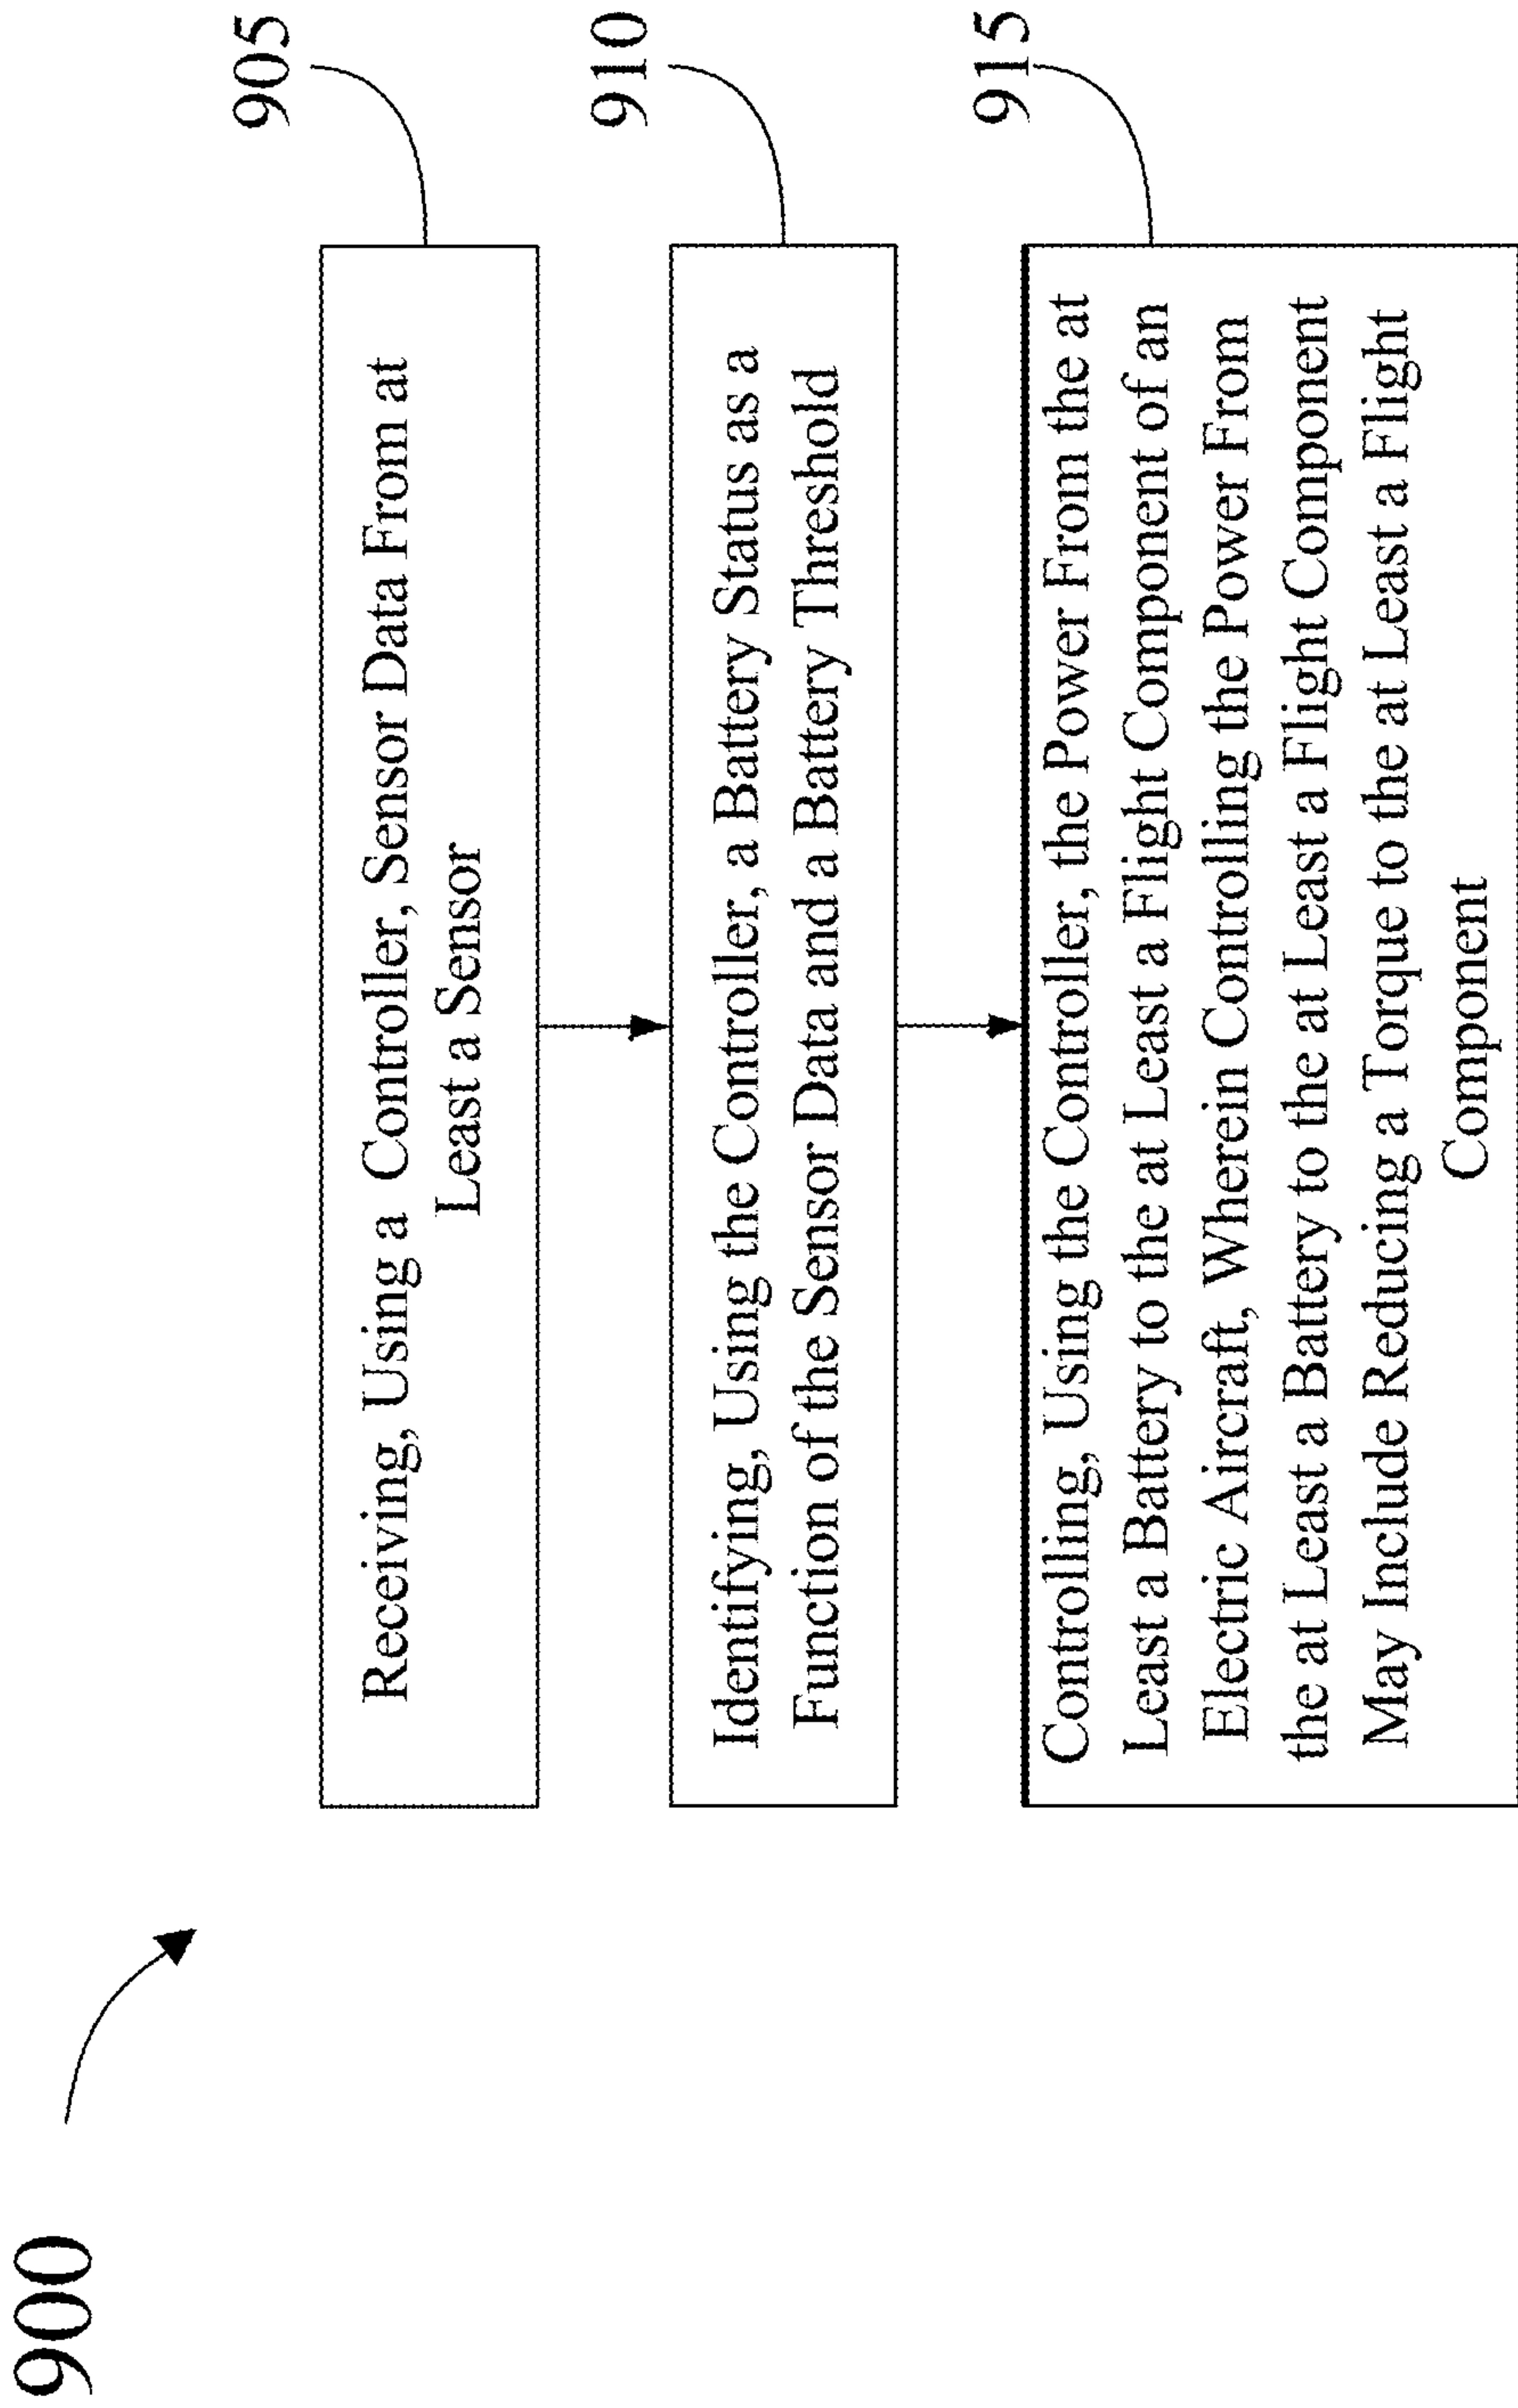 900
905
Receiving, Using a Controller, Sensor Data From at
Least a Sensor
910
Identifying, Using the Controller, a Battery Status as a
Function of the Sensor Data and a Battery Threshold
915
Controlling, Using the Controller, the Power From the at
Least a Battery to the at Least a Flight Component of an
Electric Aircraft, Wherein Controlling the Power From
the at Least a Battery to the at Least a Flight Component
May Include Reducing a Torque to the at Least a Flight
Component